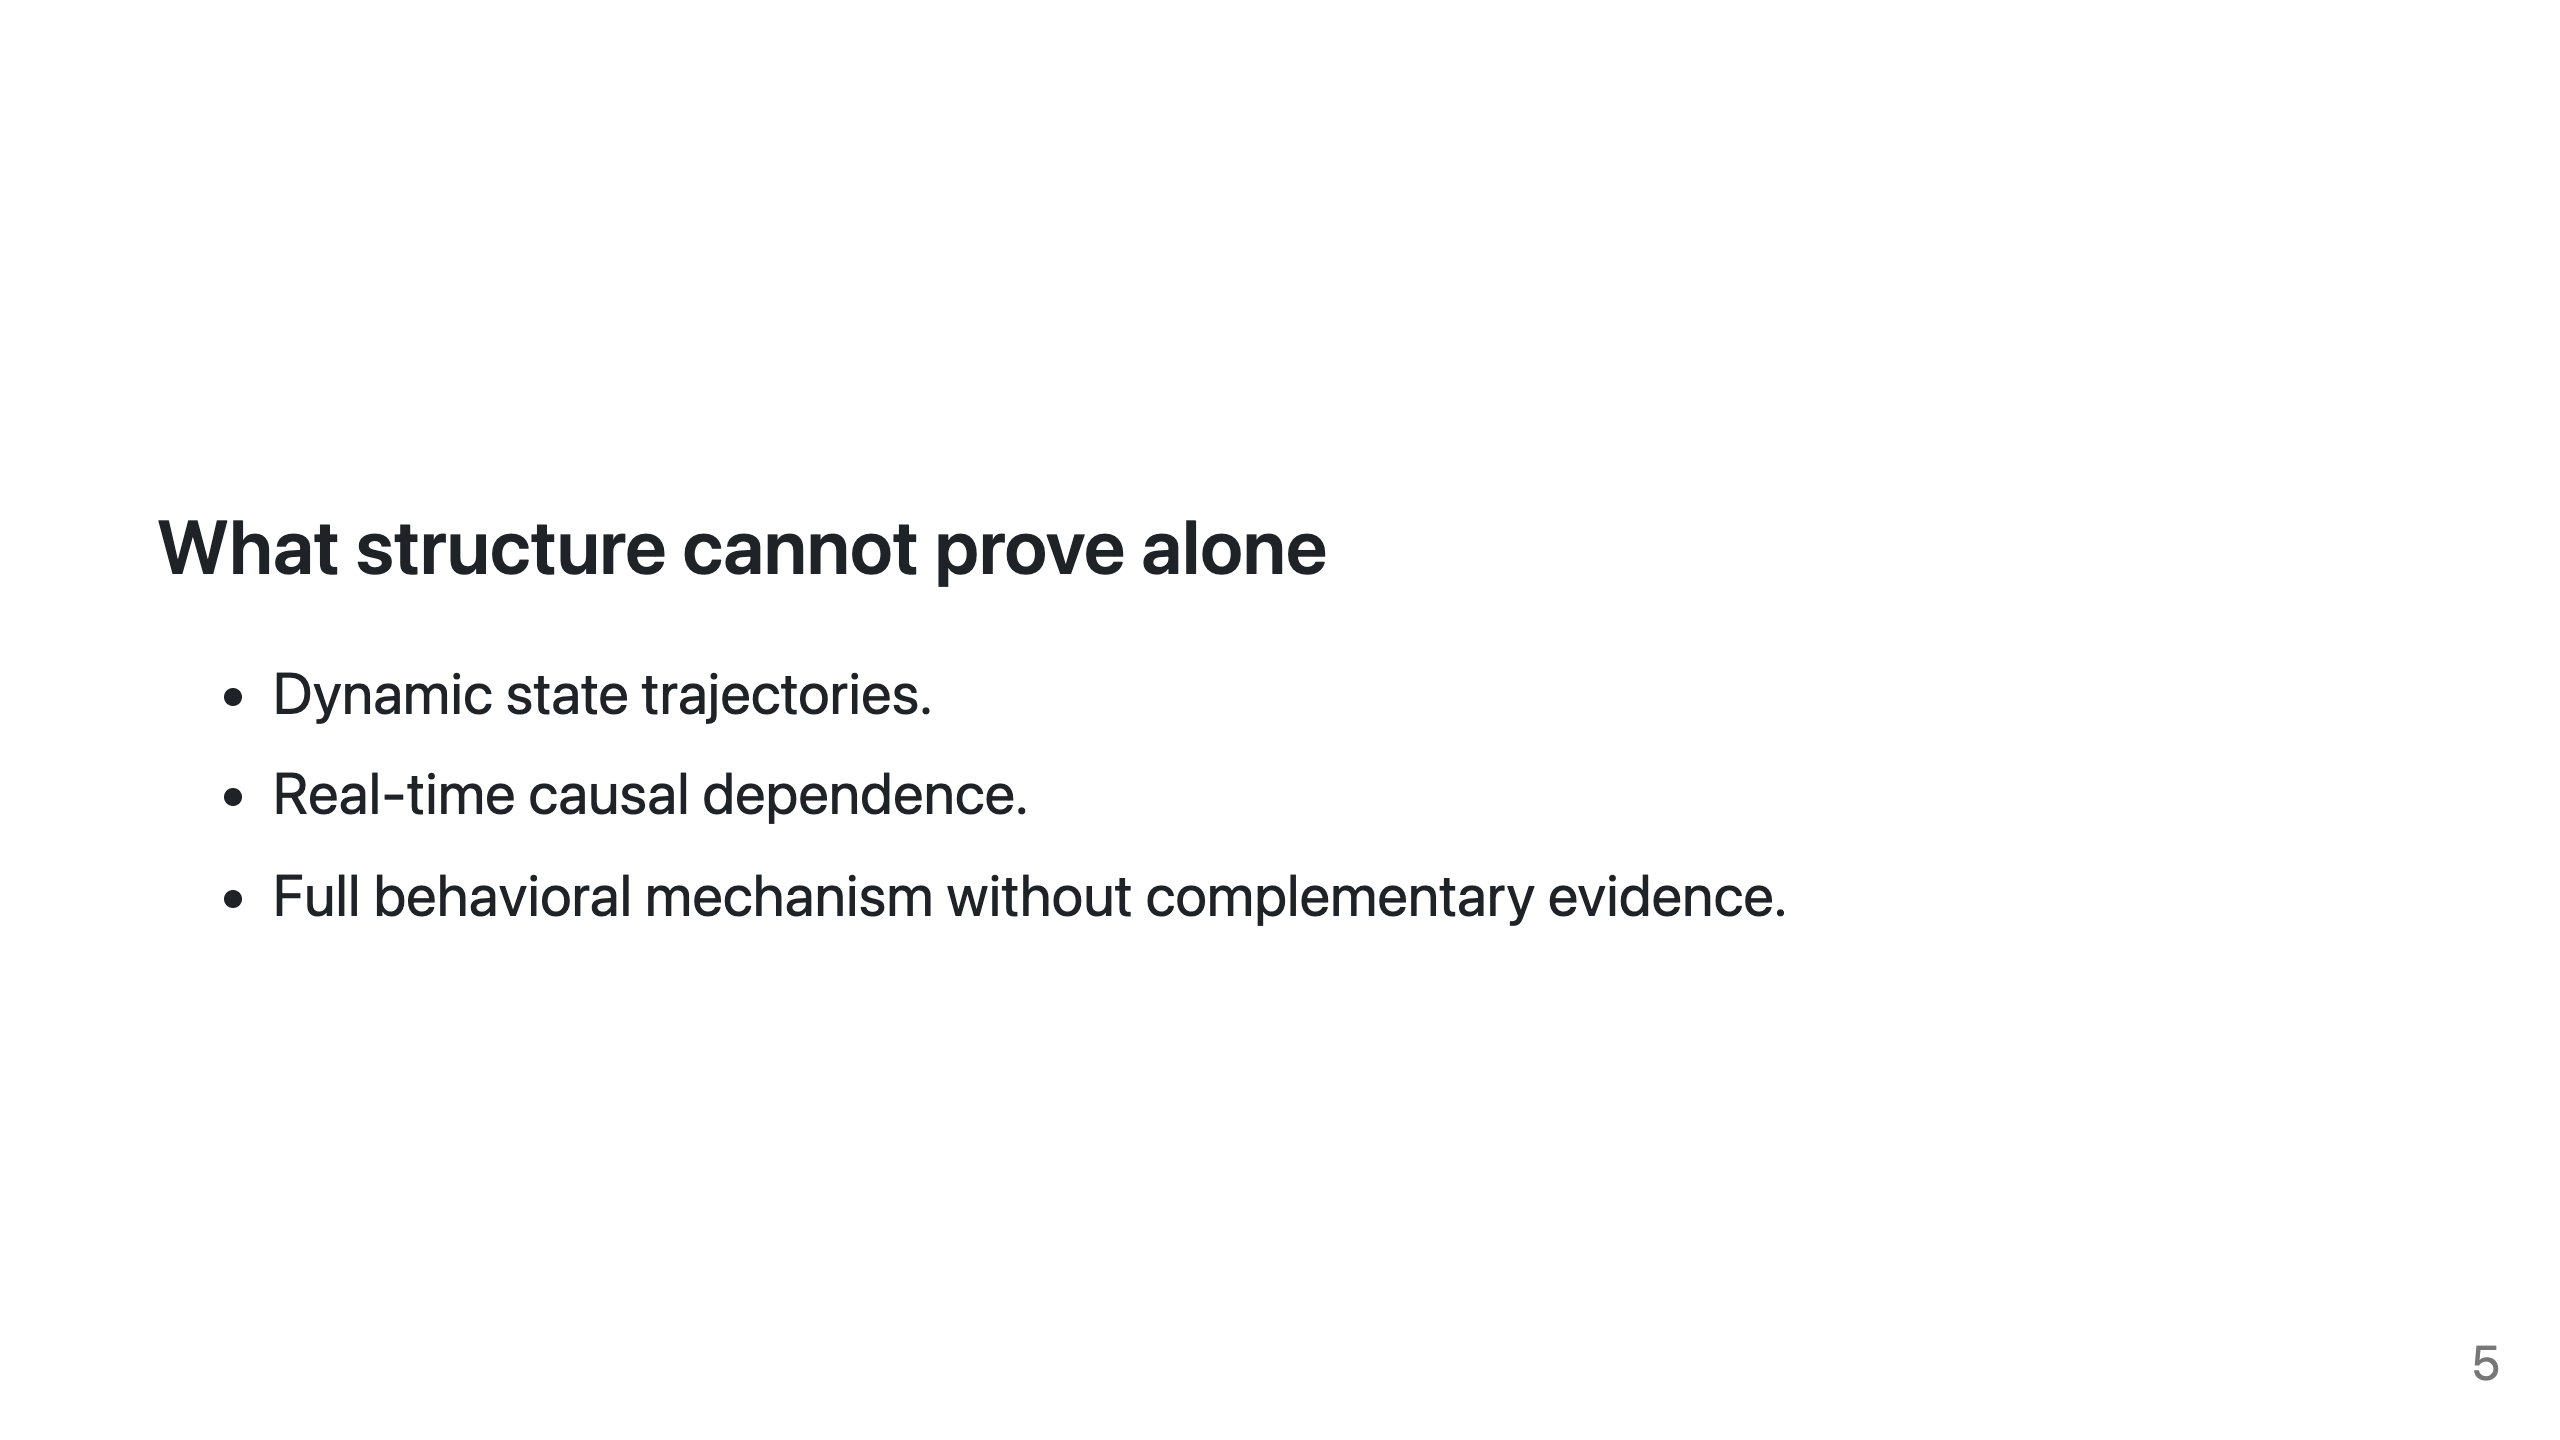 What structure cannot prove alone
• Dynamic state trajectories.
• Real-time causal dependence.
• Full behavioral mechanism without complementary evidence.
5